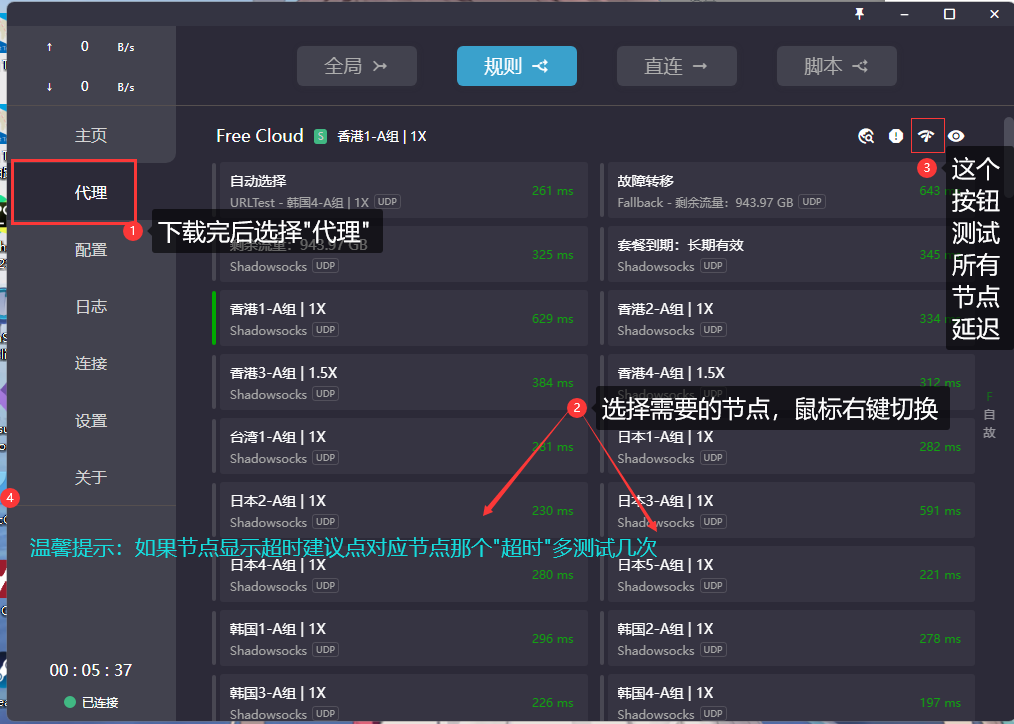 ↑ 0 B/s
↓ 0 B/s
全局 规则 直连 → 脚本
主页
代理
配置
日志
连接
设置
关于
00 : 05 : 37
已连接
Free Cloud S 香港1-A组 | 1X
自动选择
URLTest - 韩国4-A组 | 1X UDP
261 ms
故障转移
Fallback - 剩余流量：943.97 GB UDP
643
剩余流量：943.97 GB
Shadowsocks UDP
325 ms
套餐到期：长期有效
Shadowsocks UDP
345
香港1-A组 | 1X
Shadowsocks UDP
629 ms
香港2-A组 | 1X
Shadowsocks UDP
334
香港3-A组 | 1.5X
Shadowsocks UDP
384 ms
香港4-A组 | 1.5X
Shadowsocks UDP
312 ms
台湾1-A组 | 1X
Shadowsocks UDP
日本1-A组 | 1X
Shadowsocks UDP
282 ms
日本2-A组 | 1X
Shadowsocks UDP
230 ms
日本3-A组 | 1X
Shadowsocks UDP
591 ms
日本4-A组 | 1X
Shadowsocks UDP
280 ms
日本5-A组 | 1X
Shadowsocks UDP
221 ms
韩国1-A组 | 1X
Shadowsocks UDP
296 ms
韩国2-A组 | 1X
Shadowsocks UDP
278 ms
韩国3-A组 | 1X
Shadowsocks UDP
226 ms
韩国4-A组 | 1X
Shadowsocks UDP
197 ms
F
自
故
1
下载完后选择"代理"
2
选择需要的节点，鼠标右键切换
3
这个
按钮
测试
所有
节点
延迟
4
温馨提示：如果节点显示超时建议点对应节点那个"超时"多测试几次